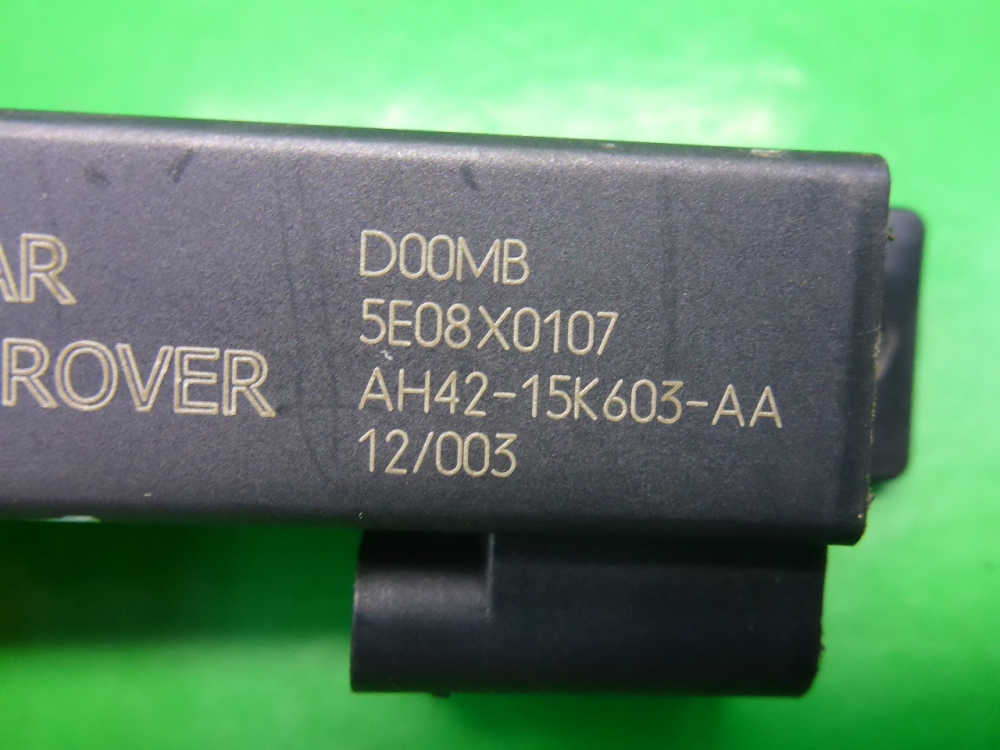 AR
ROVER
D00MB
5E08X0107
AH42-15K603-AA
12/003